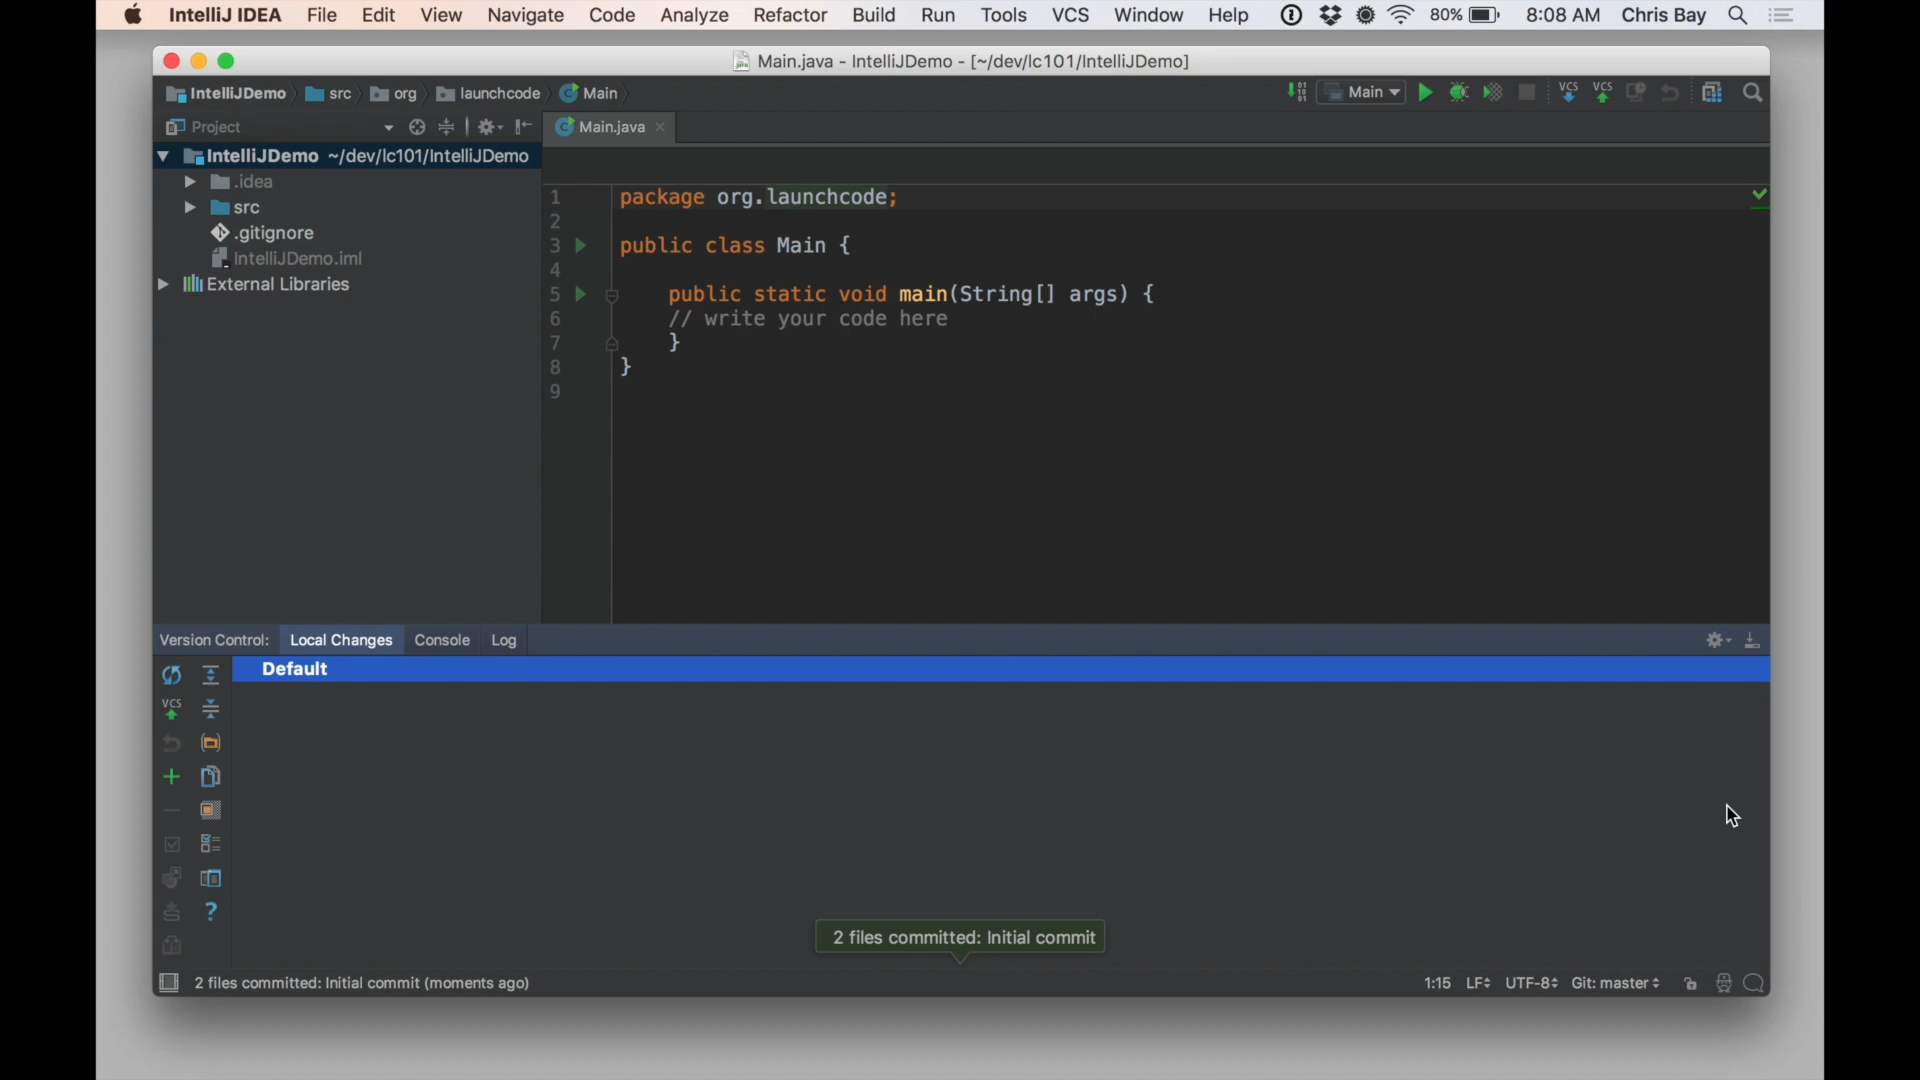 IntelliJ IDEA File Edit View Navigate Code Analyze Refactor Build Run Tools VCS Window Help 80% 8:08 AM Chris Bay
Main.java - IntelliJDemo - [~/dev/lc101/IntelliJDemo]
IntelliJDemo src org launchcode Main Main VCS VCS
Project Main.java
IntelliJDemo ~/dev/lc101/IntelliJDemo
.idea
src
.gitignore
IntelliJDemo.iml
External Libraries
1 package org.launchcode;
2
3 public class Main {
4
5 public static void main(String[] args) {
6 // write your code here
7 }
8 }
9
Version Control: Local Changes Console Log
Default
VCS
?
2 files committed: Initial commit
2 files committed: Initial commit (moments ago) 1:15 LF UTF-8 Git: master